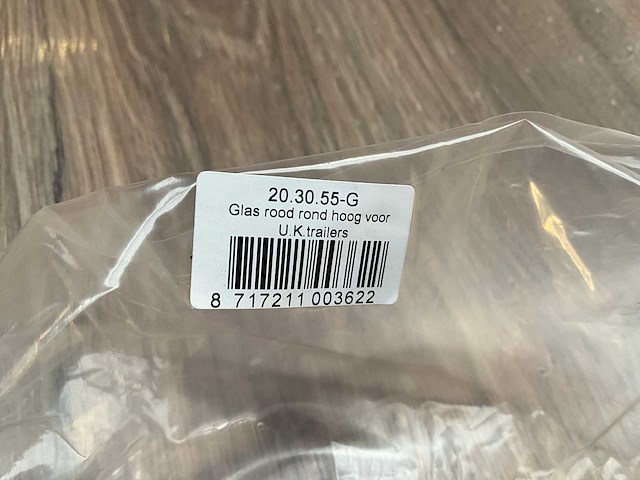 20.30.55-G
Glas rood rond hoog voor
U.K.trailers
8 717211 003622